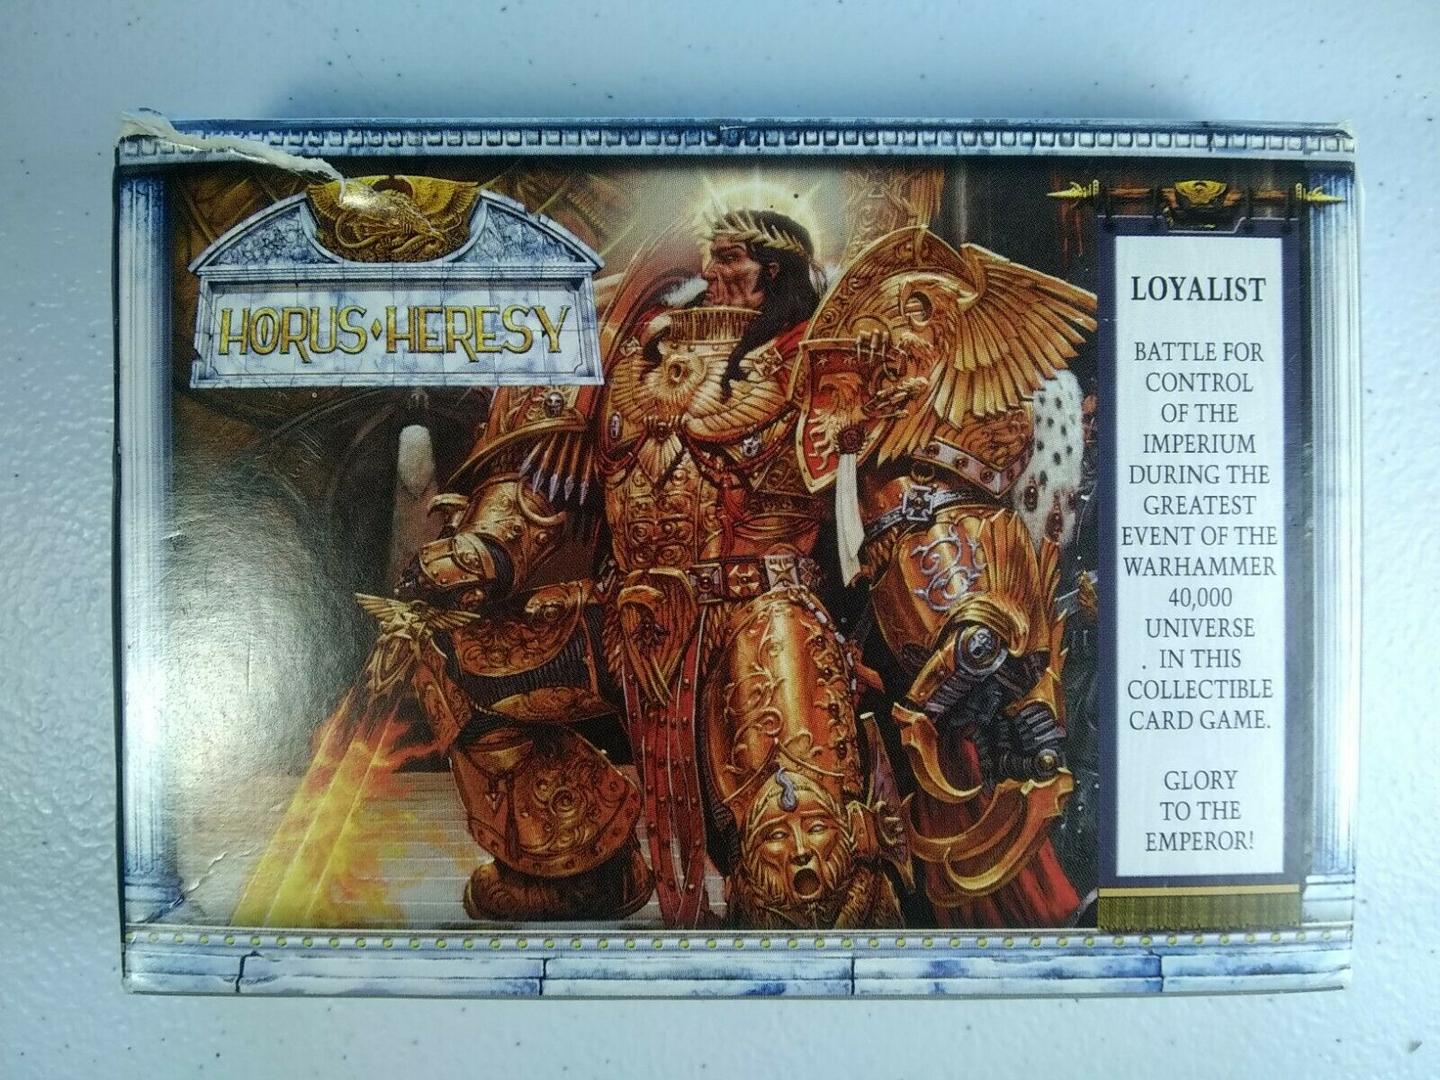 HORUS•HERESY
LOYALIST
BATTLE FOR
CONTROL
OF THE
IMPERIUM
DURING THE
GREATEST
EVENT OF THE
WARHAMMER
40,000
UNIVERSE
IN THIS
COLLECTIBLE
CARD GAME.
GLORY
TO THE
EMPEROR!